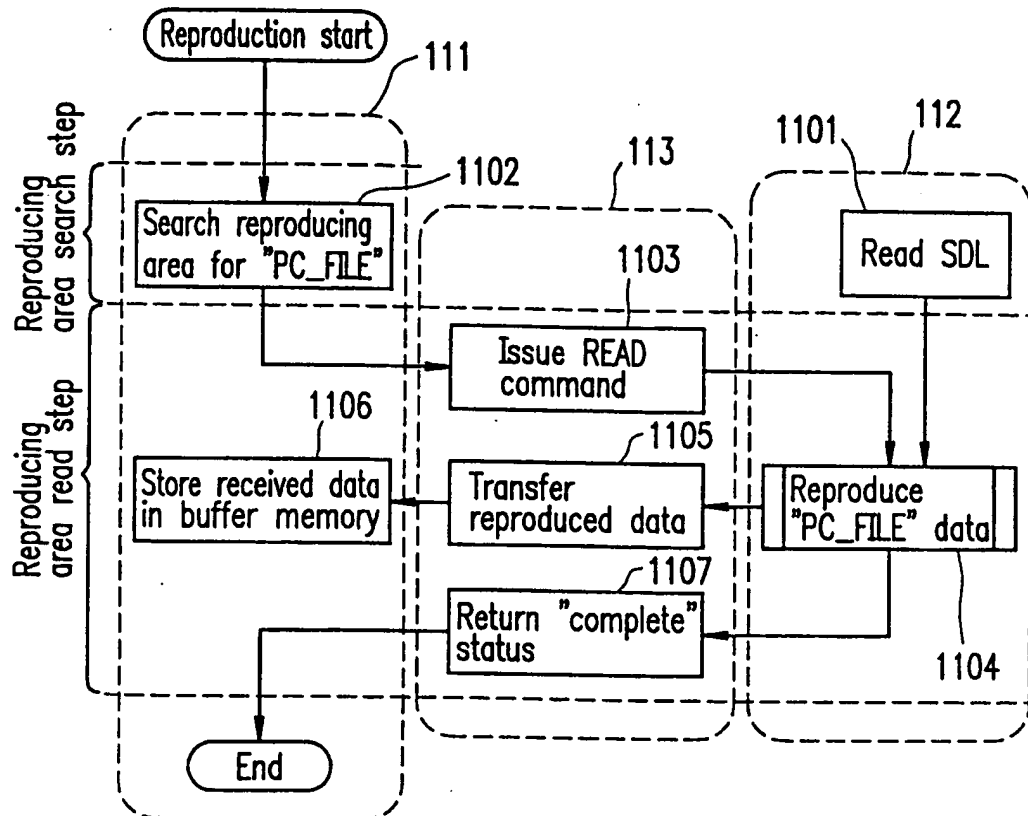 Reproduction start
111
Reproducing
area search step
1102
Search reproducing
area for "PC_FILE"
113
112
1101
Read SDL
1103
Issue READ
command
Reproducing
area read step
1106
Store received data
in buffer memory
1105
Transfer
reproduced data
Reproduce
"PC_FILE" data
1104
1107
Return "complete"
status
End